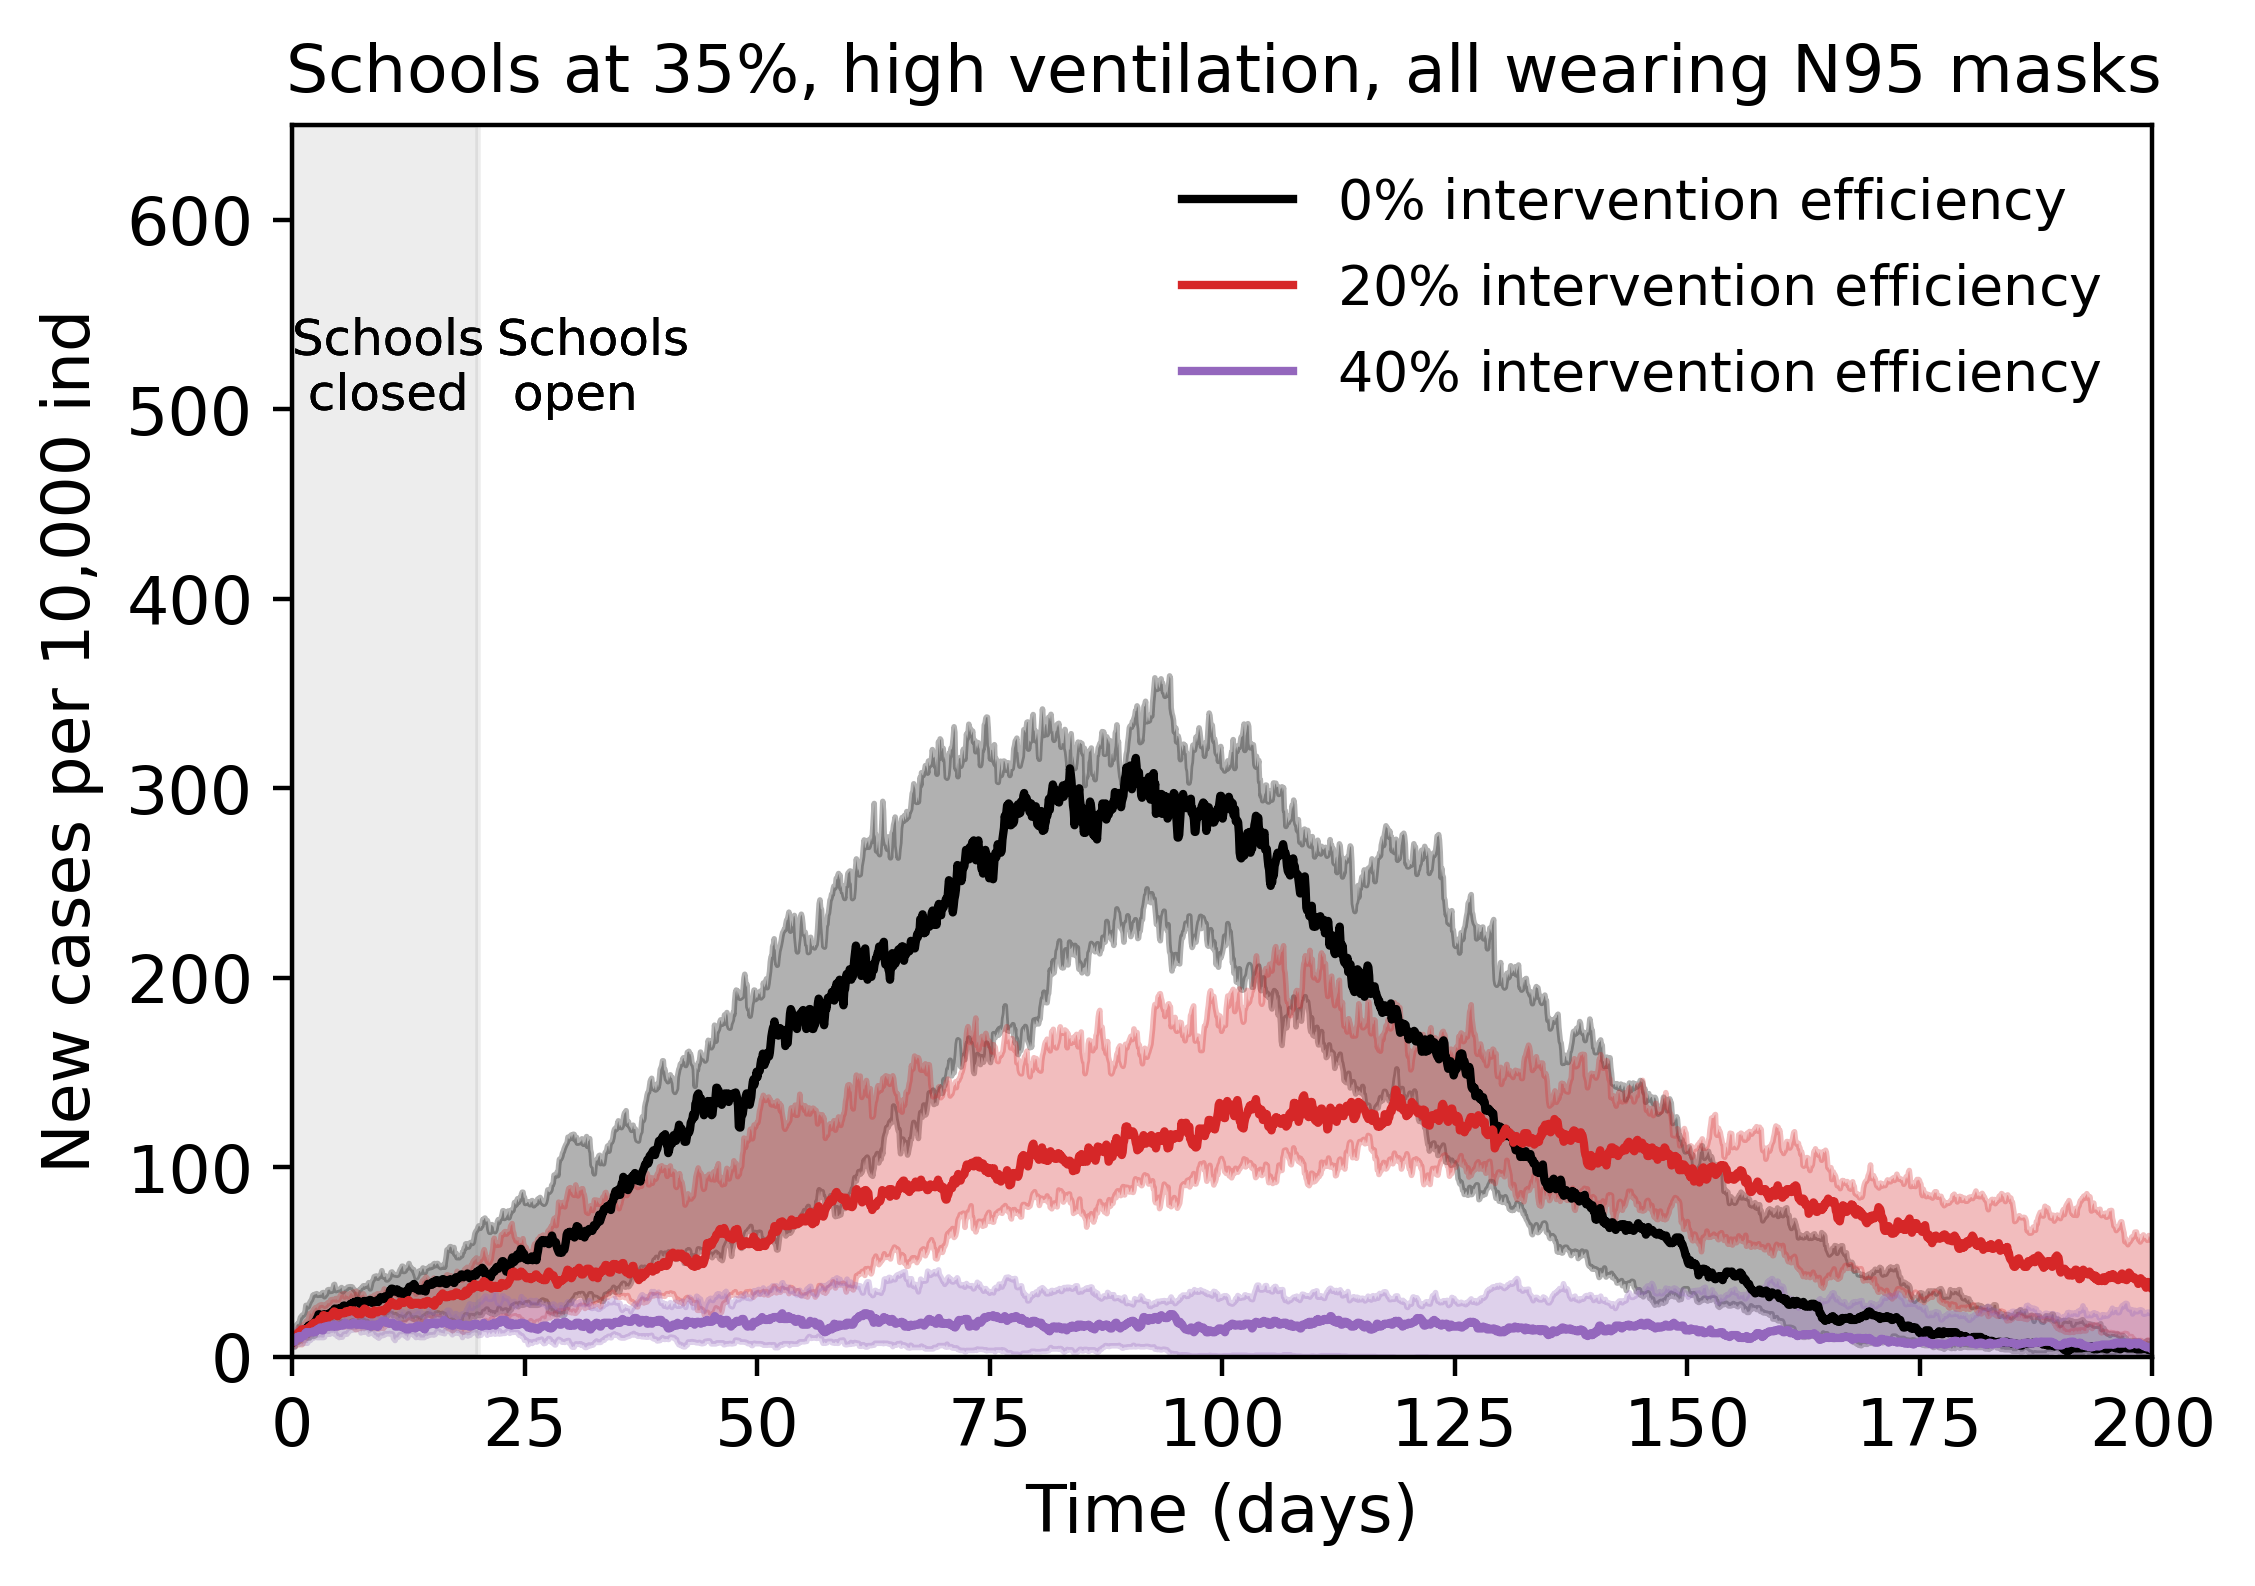 Schools at 35%, high ventilation, all wearing N95 masks
0% intervention efficiency
20% intervention efficiency
40% intervention efficiency
Schools
closed
Schools
open
New cases per 10,000 ind
600
500
400
300
200
100
0
0 25 50 75 100 125 150 175 200
Time (days)